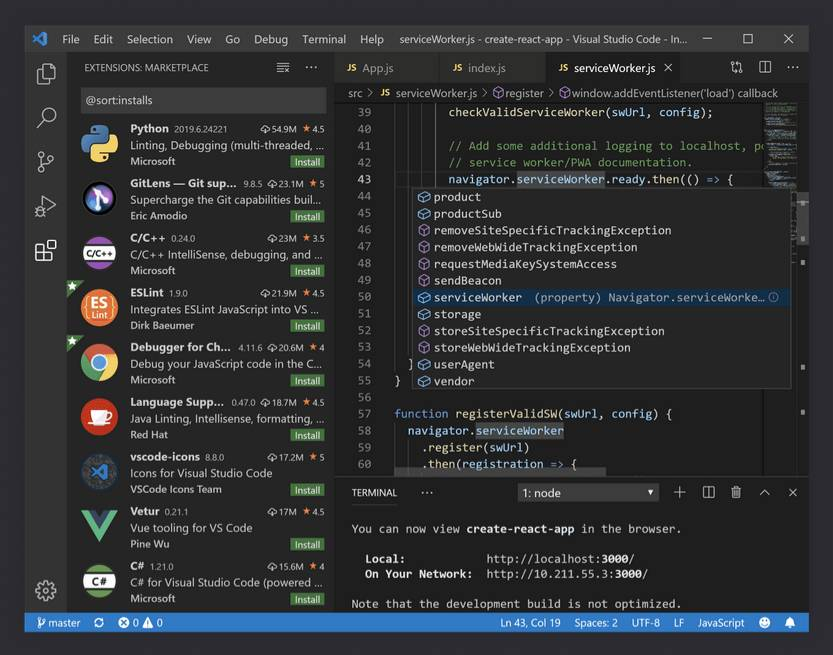 File Edit Selection View Go Debug Terminal Help serviceWorker.js - create-react-app - Visual Studio Code - In...
EXTENSIONS: MARKETPLACE
@sort:installs
Python 2019.6.24221 54.9M ★ 4.5
Linting, Debugging (multi-threaded, ...
Microsoft Install
GitLens — Git sup... 9.8.5 23.1M ★ 5
Supercharge the Git capabilities buil...
Eric Amodio Install
C/C++ 0.24.0 23M ★ 3.5
C/C++ IntelliSense, debugging, and ...
Microsoft Install
C/C++
ESLint 1.9.0 21.9M ★ 4.5
Integrates ESLint JavaScript into VS ...
Dirk Baeumer Install
ES
Lint
Debugger for Ch... 4.11.6 20.6M ★ 4
Debug your JavaScript code in the C...
Microsoft Install
Language Supp... 0.47.0 18.7M ★ 4.5
Java Linting, Intellisense, formatting, ...
Red Hat Install
vscode-icons 8.8.0 17.2M ★ 5
Icons for Visual Studio Code
VSCode Icons Team Install
Vetur 0.21.1 17M ★ 4.5
Vue tooling for VS Code
Pine Wu Install
C# 1.21.0 15.6M ★ 4
C# for Visual Studio Code (powered ...
Microsoft Install
C#
JS App.js JS index.js JS serviceWorker.js
src > JS serviceWorker.js > register > window.addEventListener('load') callback
39 checkValidServiceWorker(swUrl, config);
40
41 // Add some additional logging to localhost, po
42 // service worker/PWA documentation.
43 navigator.serviceWorker.ready.then(() => {
44 product
45 productSub
46 removeSiteSpecificTrackingException
47 removeWebWideTrackingException
48 requestMediaKeySystemAccess
49 sendBeacon
50 serviceWorker (property) Navigator.serviceWorke...
51 storage
52 storeSiteSpecificTrackingException
53 storeWebWideTrackingException
54 } userAgent
55 } vendor
56
57 function registerValidSW(swUrl, config) {
58 navigator.serviceWorker
59 .register(swUrl)
60 .then(registration => {
TERMINAL ... 1: node
You can now view create-react-app in the browser.
Local: http://localhost:3000/
On Your Network: http://10.211.55.3:3000/
Note that the development build is not optimized.
master 0 0 Ln 43, Col 19 Spaces: 2 UTF-8 LF JavaScript